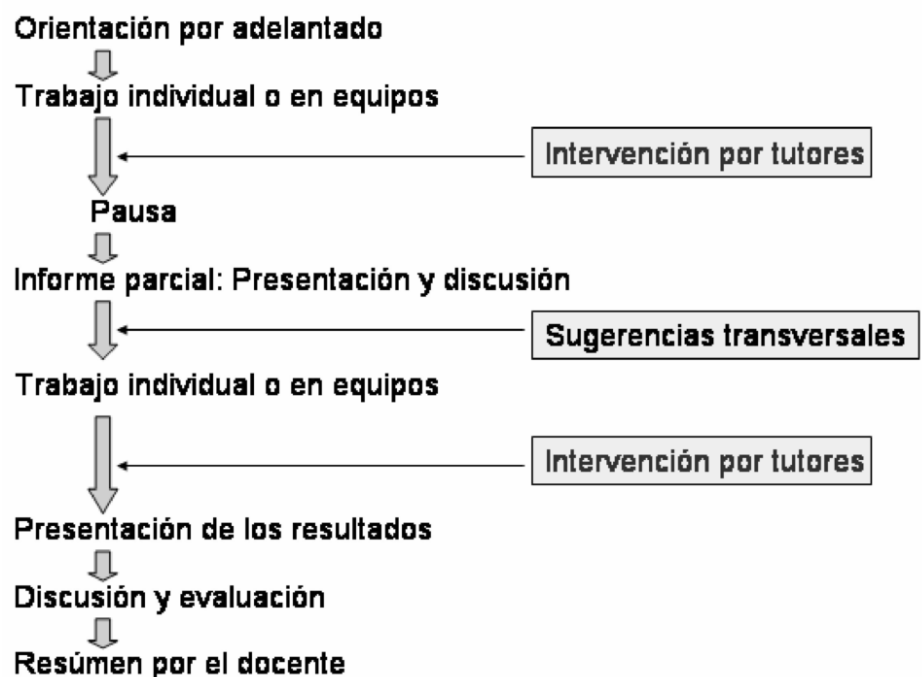 Orientación por adelantado
Trabajo individual o en equipos
Intervención por tutores
Pausa
Informe parcial: Presentación y discusión
Sugerencias transversales
Trabajo individual o en equipos
Intervención por tutores
Presentación de los resultados
Discusión y evaluación
Resúmen por el docente